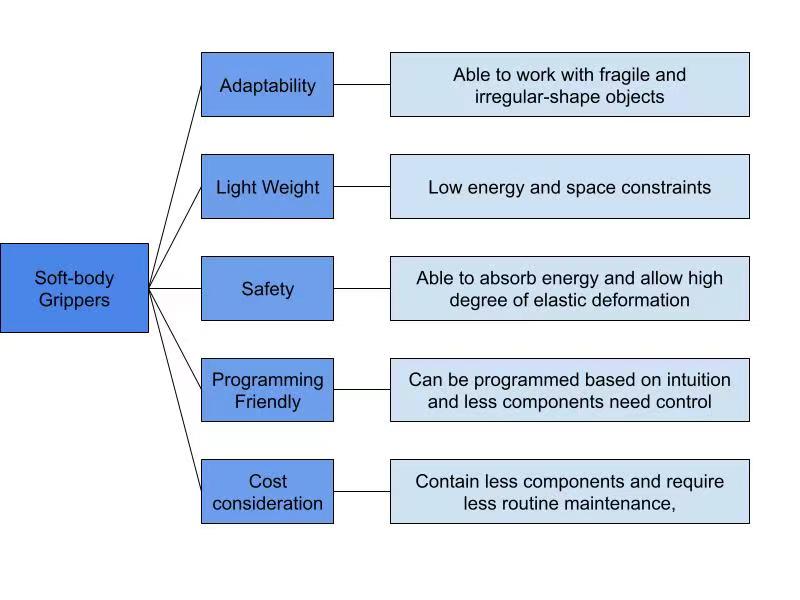 Adaptability
Able to work with fragile and
irregular-shape objects
Light Weight
Low energy and space constraints
Soft-body
Grippers
Safety
Able to absorb energy and allow high
degree of elastic deformation
Programming
Friendly
Can be programmed based on intuition
and less components need control
Cost
consideration
Contain less components and require
less routine maintenance,